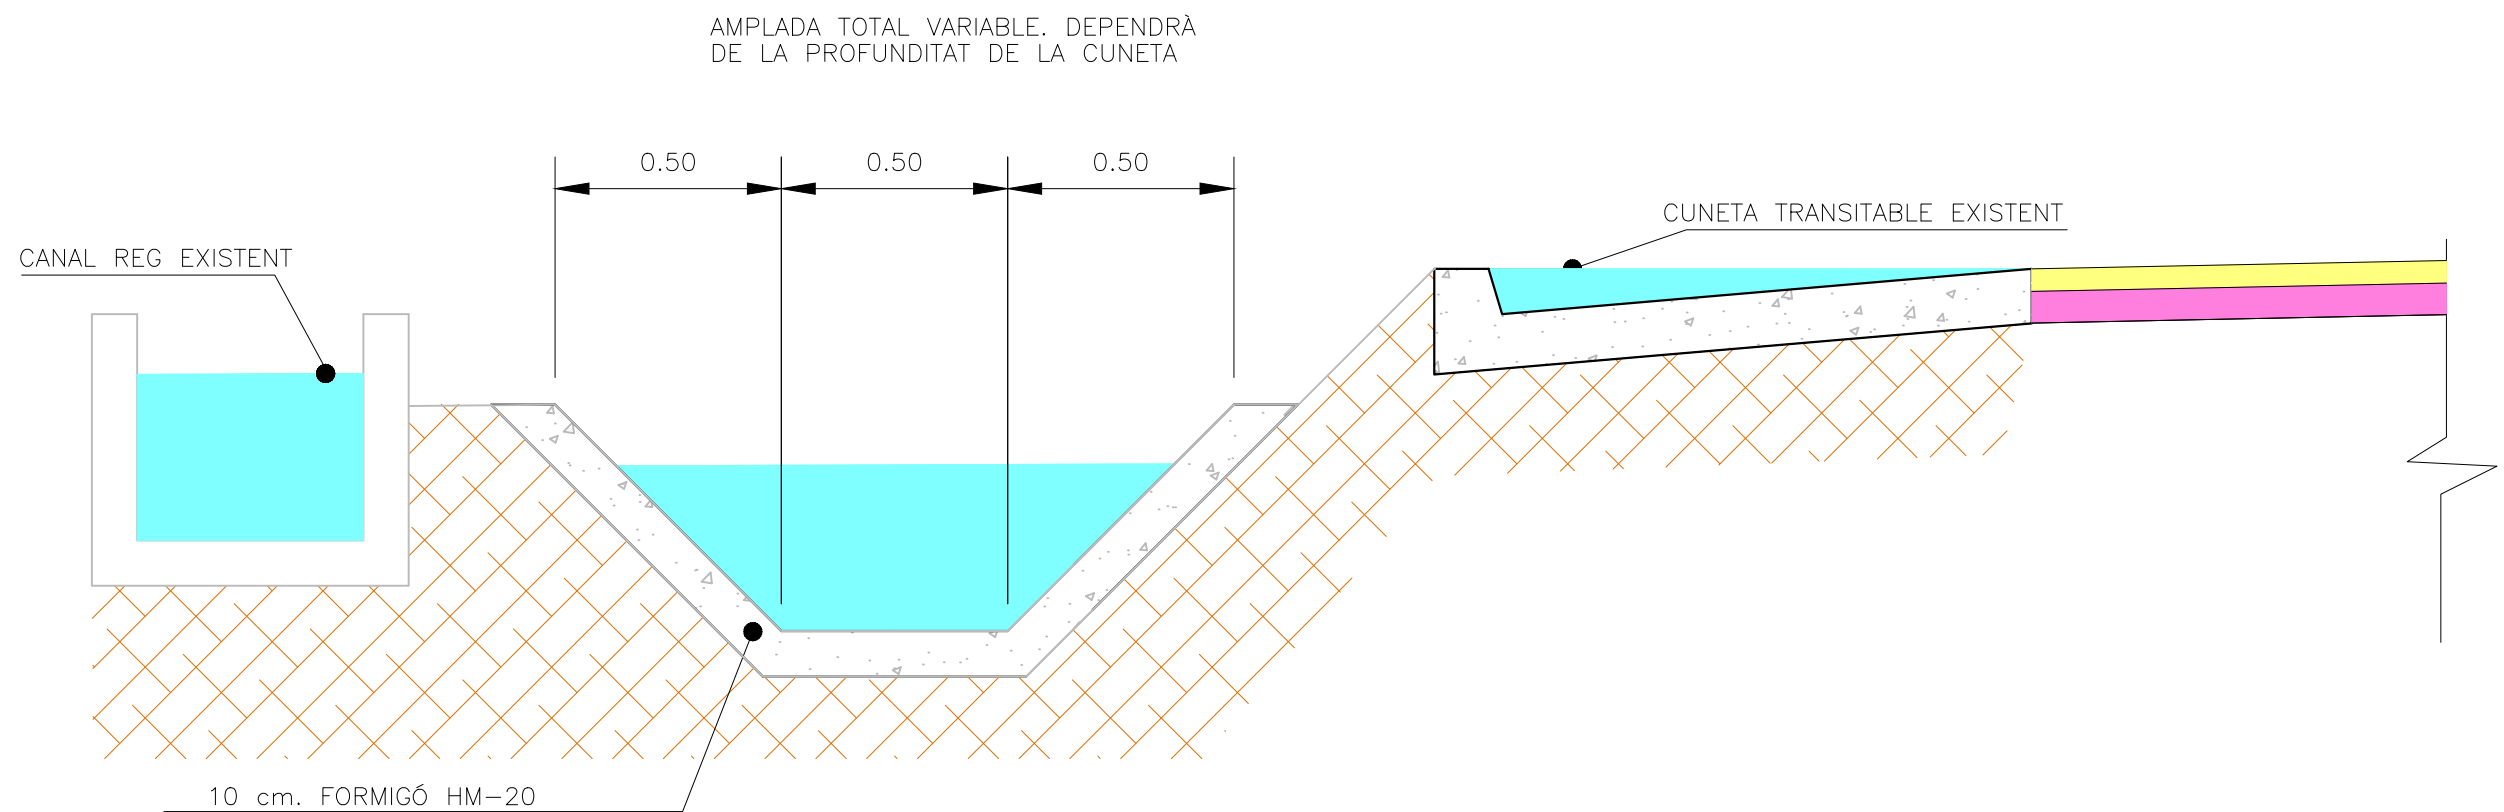 AMPLADA TOTAL VARIABLE. DEPENDRÀ
DE LA PROFUNDITAT DE LA CUNETA
0.50 0.50 0.50
CUNETA TRANSITABLE EXISTENT
CANAL REG EXISTENT
10 cm. FORMIGÓ HM-20